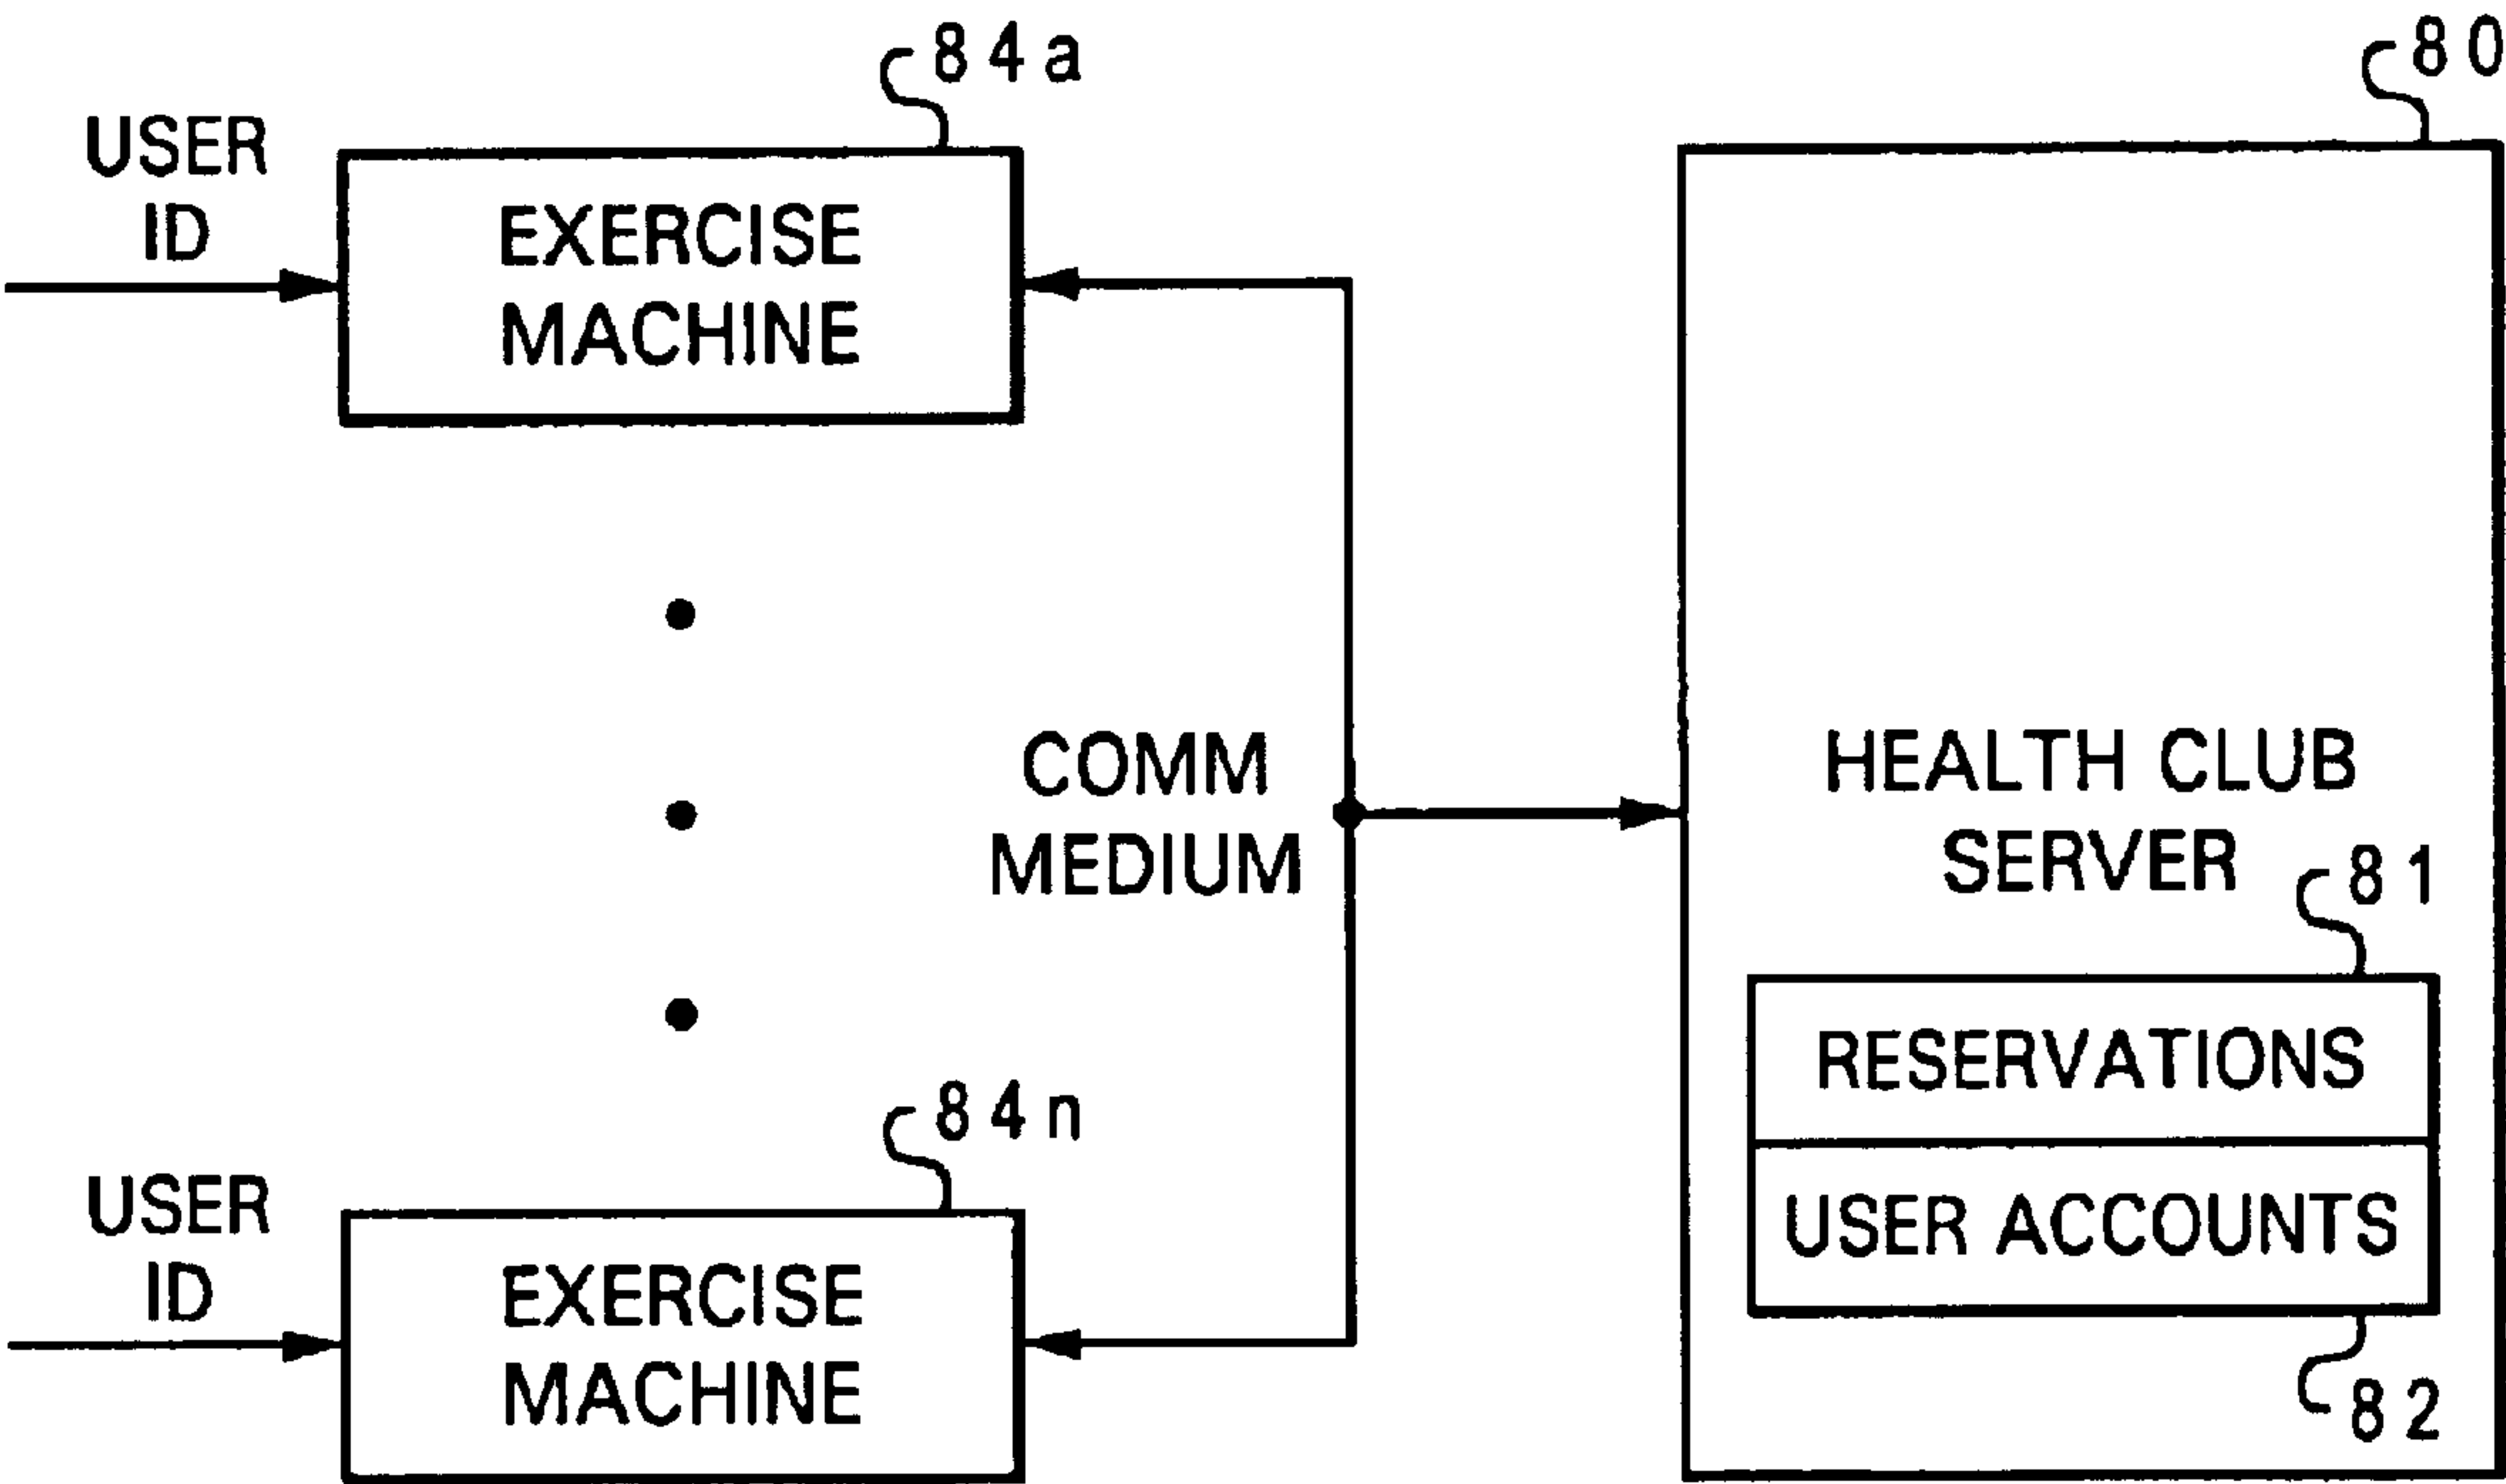 84a
80
USER
ID
EXERCISE
MACHINE
COMM
MEDIUM
HEALTH CLUB
SERVER
81
RESERVATIONS
USER ACCOUNTS
82
84n
USER
ID
EXERCISE
MACHINE